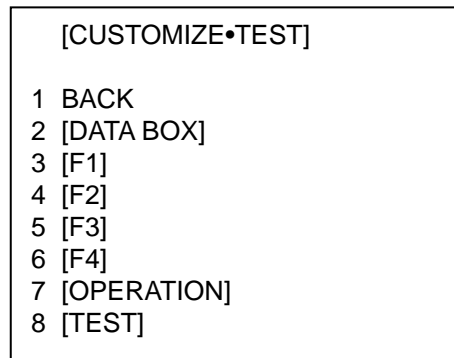 [CUSTOMIZE•TEST]
1 BACK
2 [DATA BOX]
3 [F1]
4 [F2]
5 [F3]
6 [F4]
7 [OPERATION]
8 [TEST]